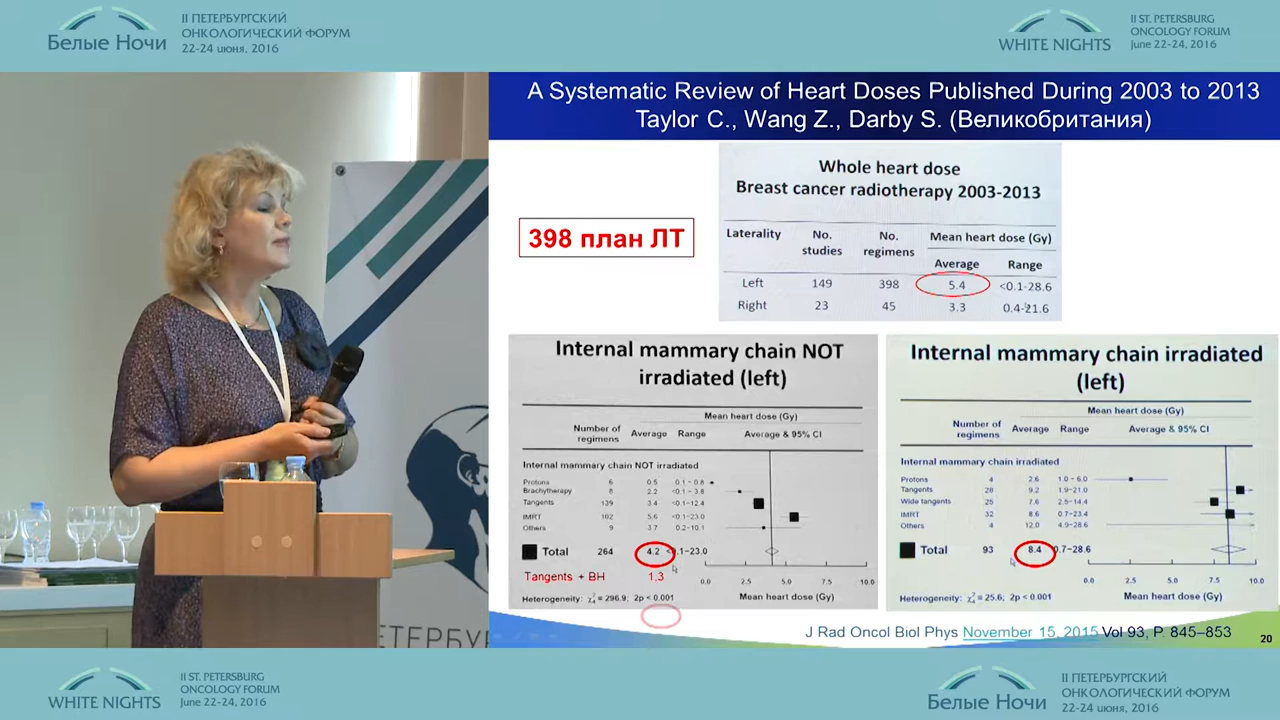 II ПЕТЕРБУРГСКИЙ
ОНКОЛОГИЧЕСКИЙ ФОРУМ
Белые Ночи
22-24 июня, 2016
II ST. PETERSBURG
ONCOLOGY FORUM
WHITE NIGHTS
June 22-24, 2016
A Systematic Review of Heart Doses Published During 2003 to 2013
Taylor C., Wang Z., Darby S. (Великобритания)
398 план ЛТ
Whole heart dose
Breast cancer radiotherapy 2003-2013
Laterality No. studies No. regimens Mean heart dose (Gy)
Average Range
Left 149 398 5.4 <0.1-28.6
Right 23 45 3.3 0.4-21.6
Internal mammary chain NOT
irradiated (left)
Mean heart dose (Gy)
Number of regimens Average Range Average & 95% CI
Internal mammary chain NOT irradiated
Protons 6 0.5 0.1-0.8
Brachytherapy 8 2.2 <0.1-3.8
Tangents 139 3.4 <0.1-12.4
IMRT 102 5.6 <0.1-23.0
Others 9 3.7 0.2-10.1
Total 264 4.2 <0.1-23.0
Tangents + BH 1.3
0.0 2.5 5.0 7.5 10.0
Heterogeneity: χ²₄ = 296.9; 2p < 0.001 Mean heart dose (Gy)
Internal mammary chain irradiated
(left)
Mean heart dose (Gy)
Number of regimens Average Range Average & 95% CI
Internal mammary chain irradiated
Protons 4 2.6 1.0-6.0
Tangents 28 9.2 1.9-21.0
Wide tangents 25 7.6 2.5-14.4
IMRT 32 8.6 0.7-23.4
Others 4 12.0 4.9-28.6
Total 93 8.4 0.7-28.6
0.0 2.5 5.0 7.5 10.0
Heterogeneity: χ²₄ = 25.6; 2p < 0.001 Mean heart dose (Gy)
J Rad Oncol Biol Phys November 15, 2015 Vol 93, P. 845–853
20
ЕТЕРБУР
WHITE NIGHTS
II ST. PETERSBURG
ONCOLOGY FORUM
June 22-24, 2016
Белые Ночи
II ПЕТЕРБУРГСКИЙ
ОНКОЛОГИЧЕСКИЙ ФОРУМ
22-24 июня, 2016